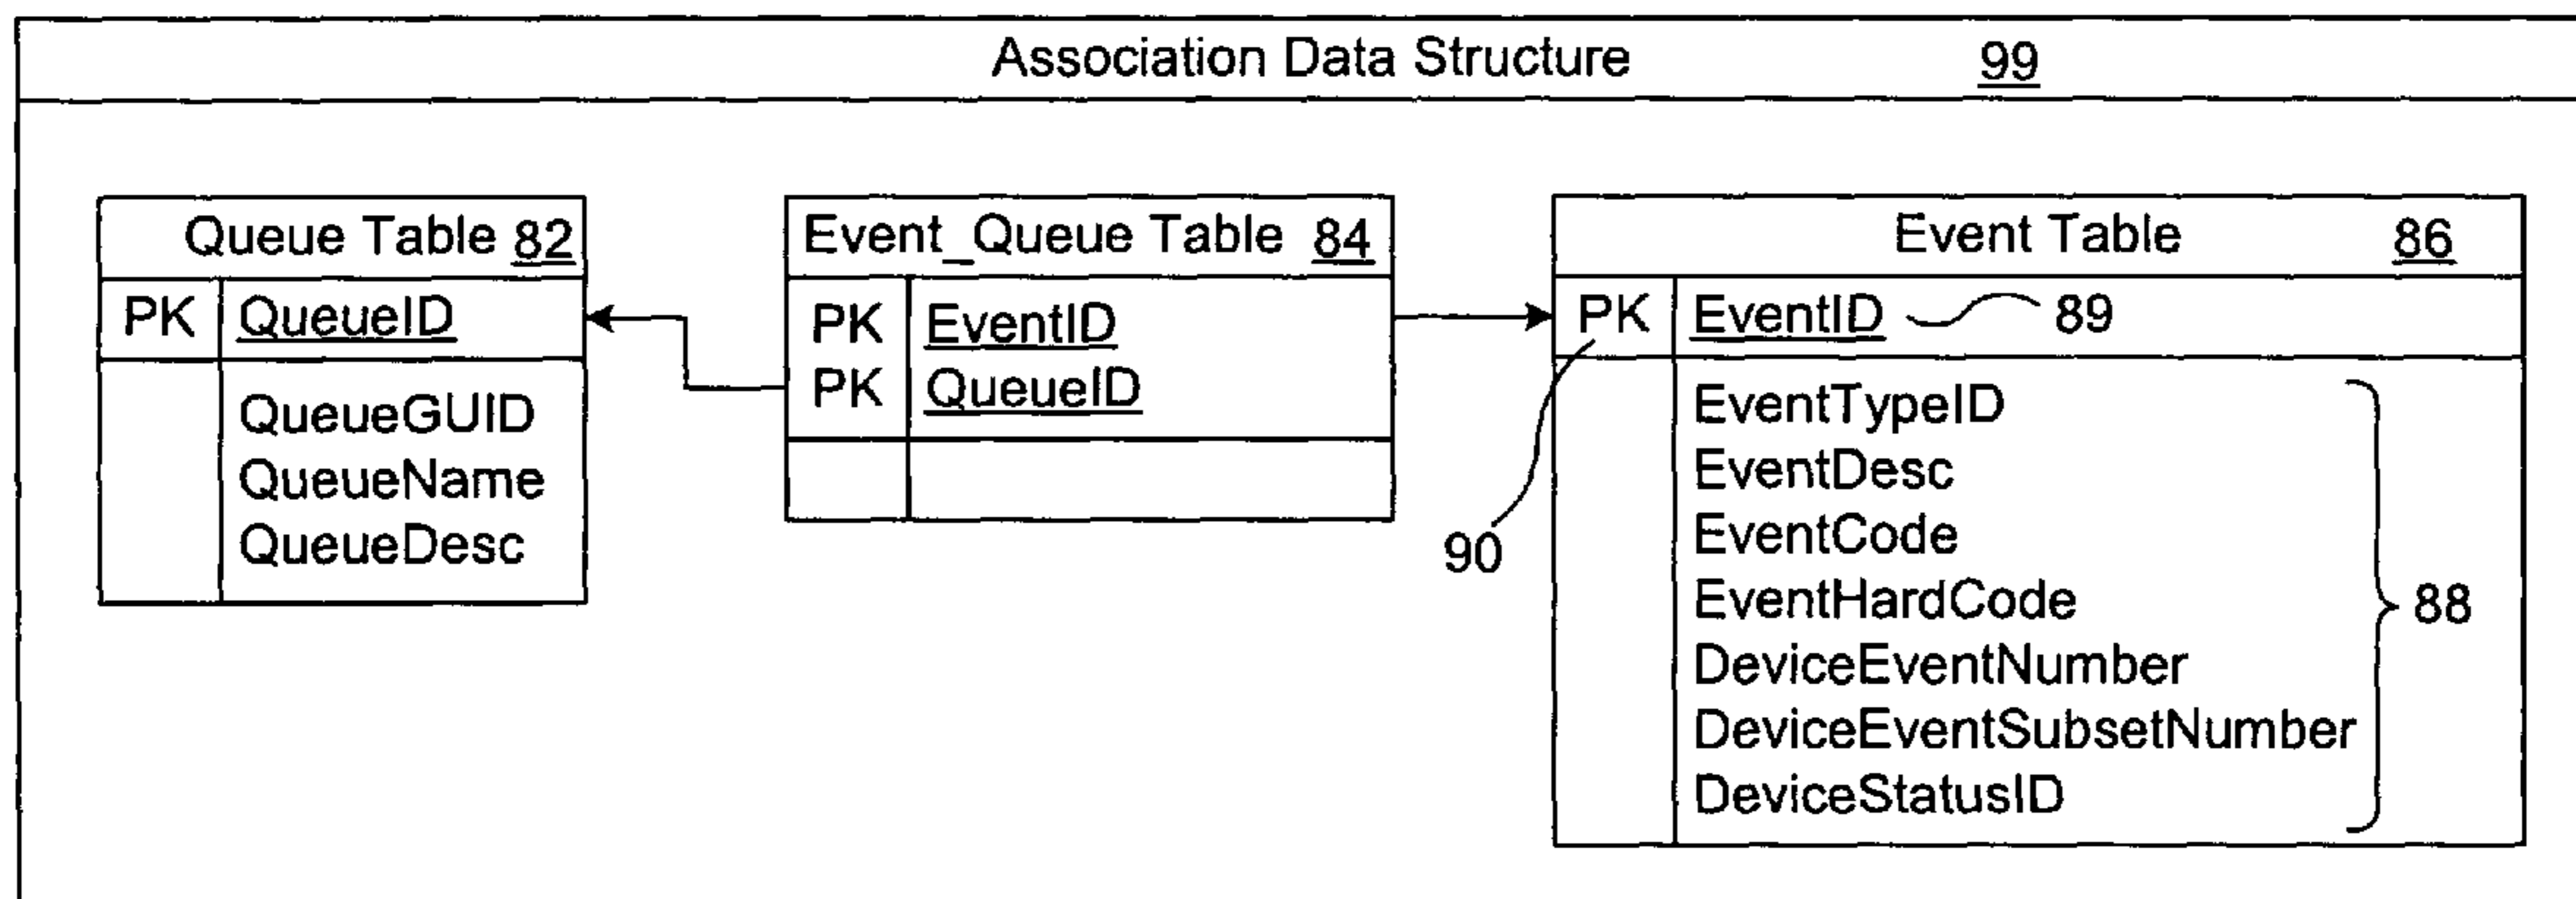 Association Data Structure 99
Queue Table 82
PK QueueID
QueueGUID
QueueName
QueueDesc
Event_Queue Table 84
PK EventID
PK QueueID
Event Table 86
PK EventID 89
90
EventTypeID
EventDesc
EventCode
EventHardCode
DeviceEventNumber
DeviceEventSubsetNumber
DeviceStatusID
88